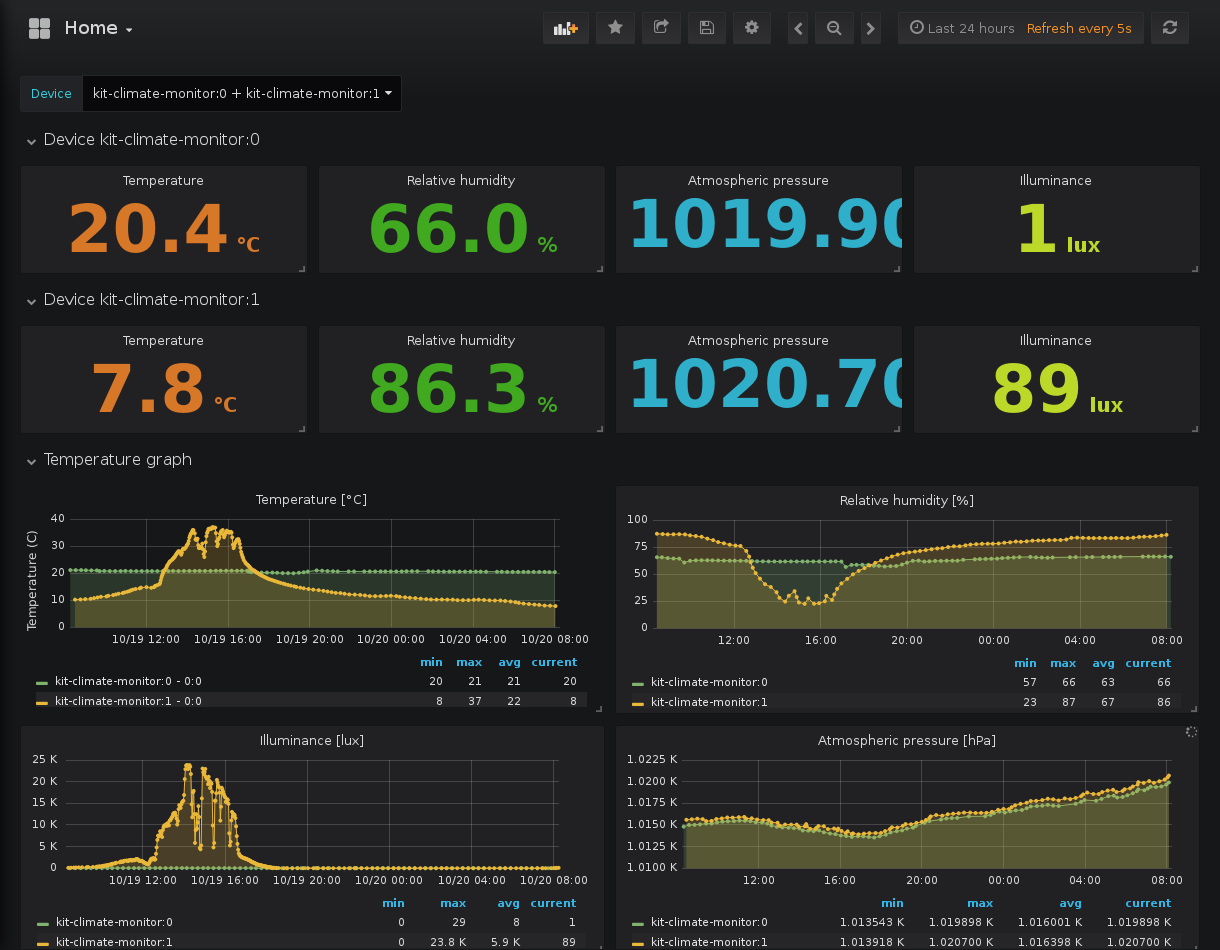 Home
Last 24 hours Refresh every 5s
Device kit-climate-monitor:0 + kit-climate-monitor:1
Device kit-climate-monitor:0
Temperature Relative humidity Atmospheric pressure Illuminance
20.4 °C 66.0 % 1019.90 1 lux
Device kit-climate-monitor:1
Temperature Relative humidity Atmospheric pressure Illuminance
7.8 °C 86.3 % 1020.70 89 lux
Temperature graph
Temperature [°C]
Temperature (C)
40
30
20
10
0
10/19 12:00 10/19 16:00 10/19 20:00 10/20 00:00 10/20 04:00 10/20 08:00
min max avg current
kit-climate-monitor:0 - 0:0 20 21 21 20
kit-climate-monitor:1 - 0:0 8 37 22 8
Relative humidity [%]
100
75
50
25
0
12:00 16:00 20:00 00:00 04:00 08:00
min max avg current
kit-climate-monitor:0 57 66 63 66
kit-climate-monitor:1 23 87 67 86
Illuminance [lux]
25 K
20 K
15 K
10 K
5 K
0
10/19 12:00 10/19 16:00 10/19 20:00 10/20 00:00 10/20 04:00 10/20 08:00
min max avg current
kit-climate-monitor:0 0 29 8 1
kit-climate-monitor:1 0 23.8 K 5.9 K 89
Atmospheric pressure [hPa]
1.0225 K
1.0200 K
1.0175 K
1.0150 K
1.0125 K
1.0100 K
12:00 16:00 20:00 00:00 04:00 08:00
min max avg current
kit-climate-monitor:0 1.013543 K 1.019898 K 1.016001 K 1.019898 K
kit-climate-monitor:1 1.013918 K 1.020700 K 1.016398 K 1.020700 K